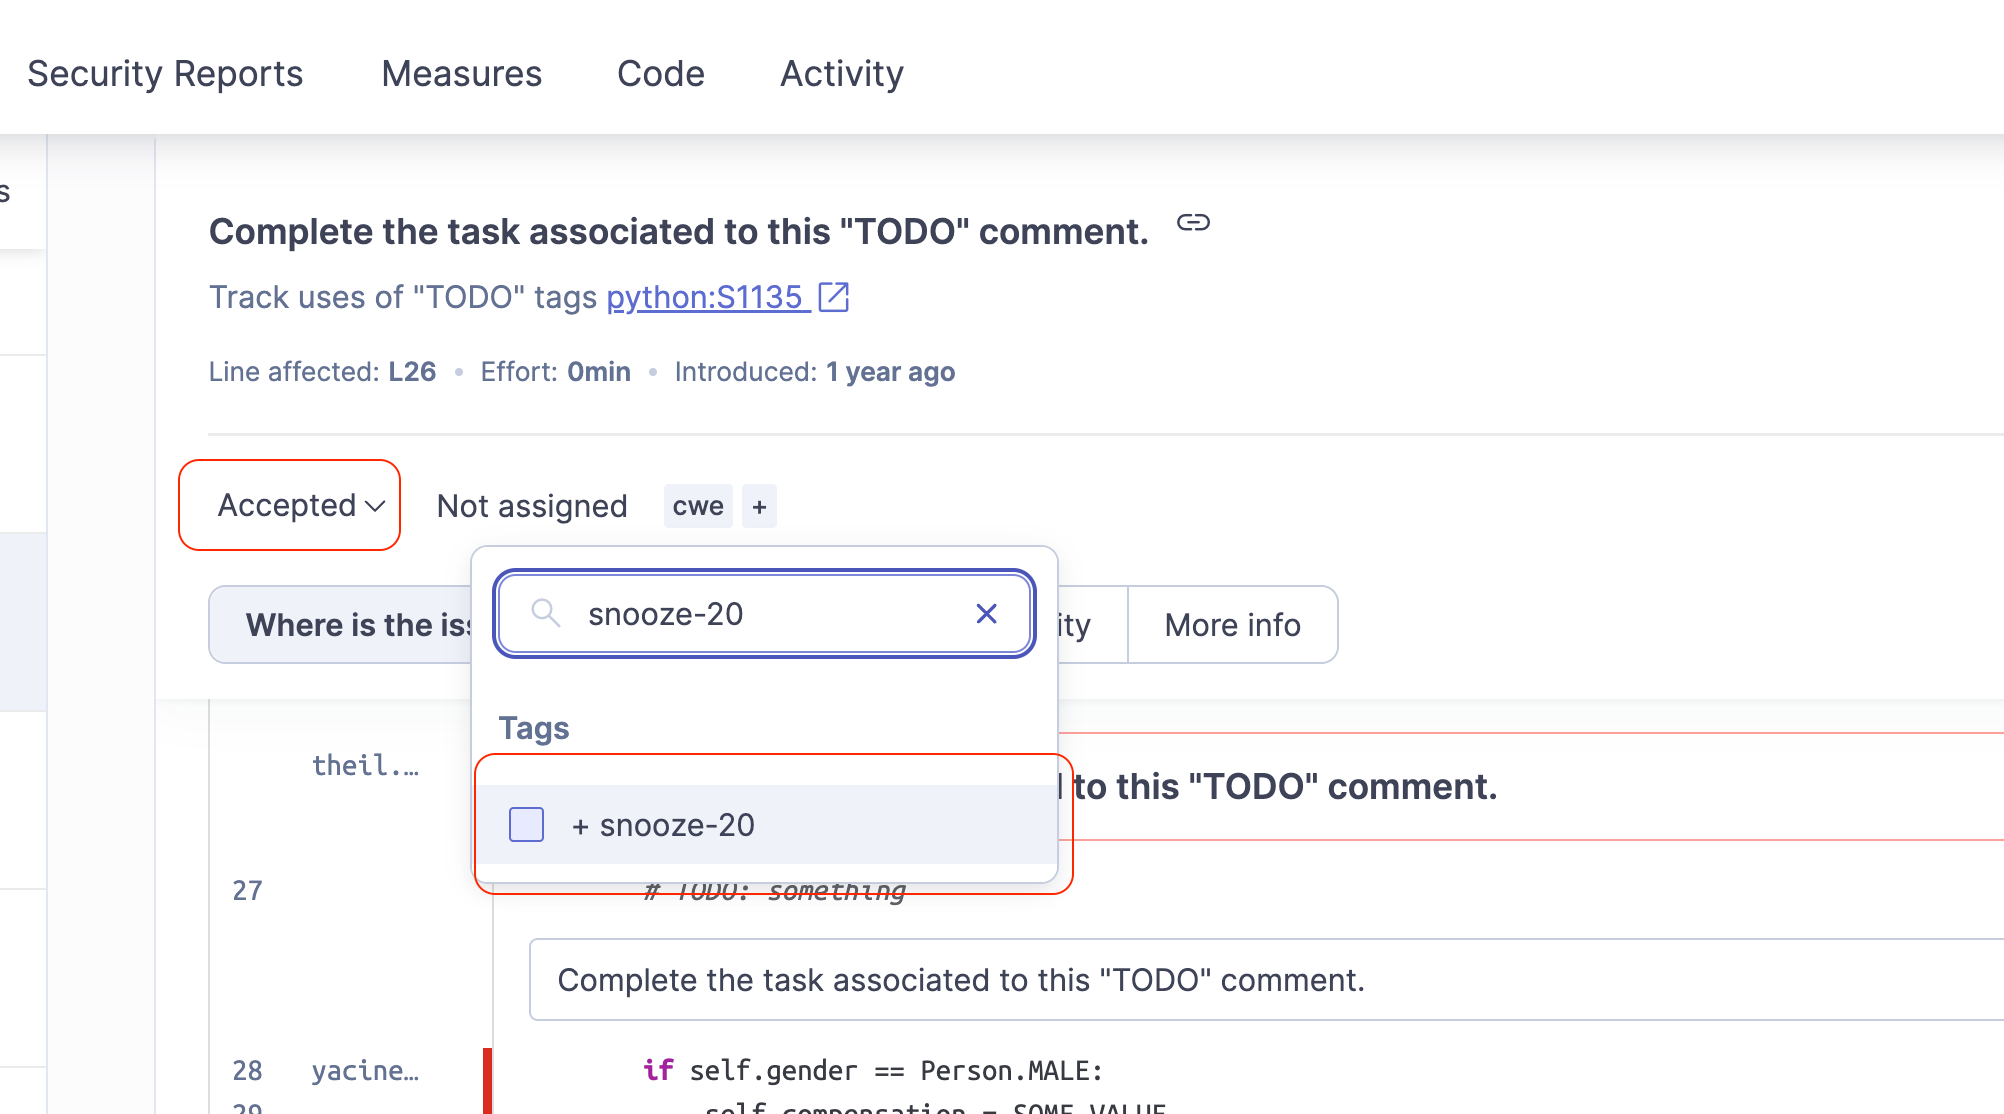 Security Reports Measures Code Activity
s
Complete the task associated to this "TODO" comment.
Track uses of "TODO" tags python:S1135
Line affected: L26 • Effort: 0min • Introduced: 1 year ago
Accepted Not assigned cwe +
snooze-20
Where is the iss ity More info
Tags
theil.… to this "TODO" comment.
+ snooze-20
27 # TODO: something
Complete the task associated to this "TODO" comment.
28 yacine… if self.gender == Person.MALE:
29 self.compensation = SOME_VALUE